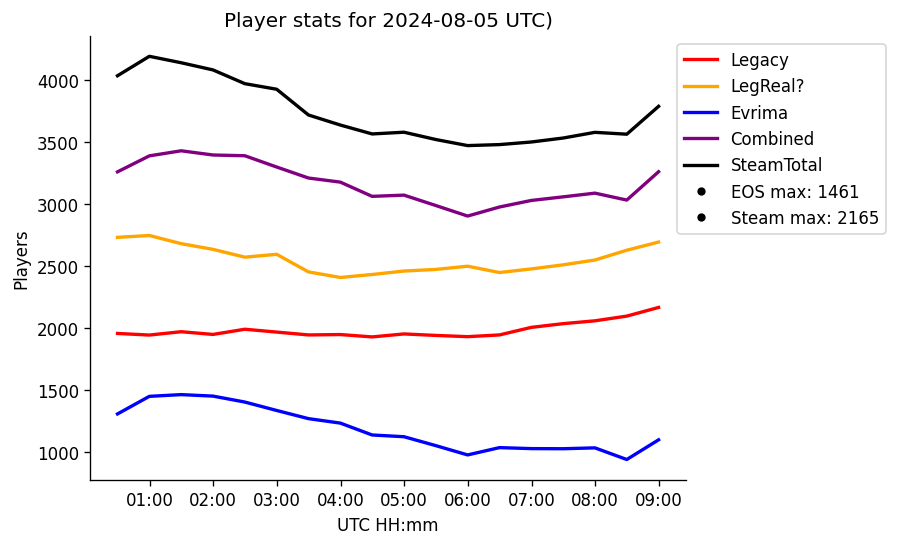 Player stats for 2024-08-05 UTC)
Players
4000
3500
3000
2500
2000
1500
1000
01:00 02:00 03:00 04:00 05:00 06:00 07:00 08:00 09:00
UTC HH:mm
Legacy
LegReal?
Evrima
Combined
SteamTotal
EOS max: 1461
Steam max: 2165